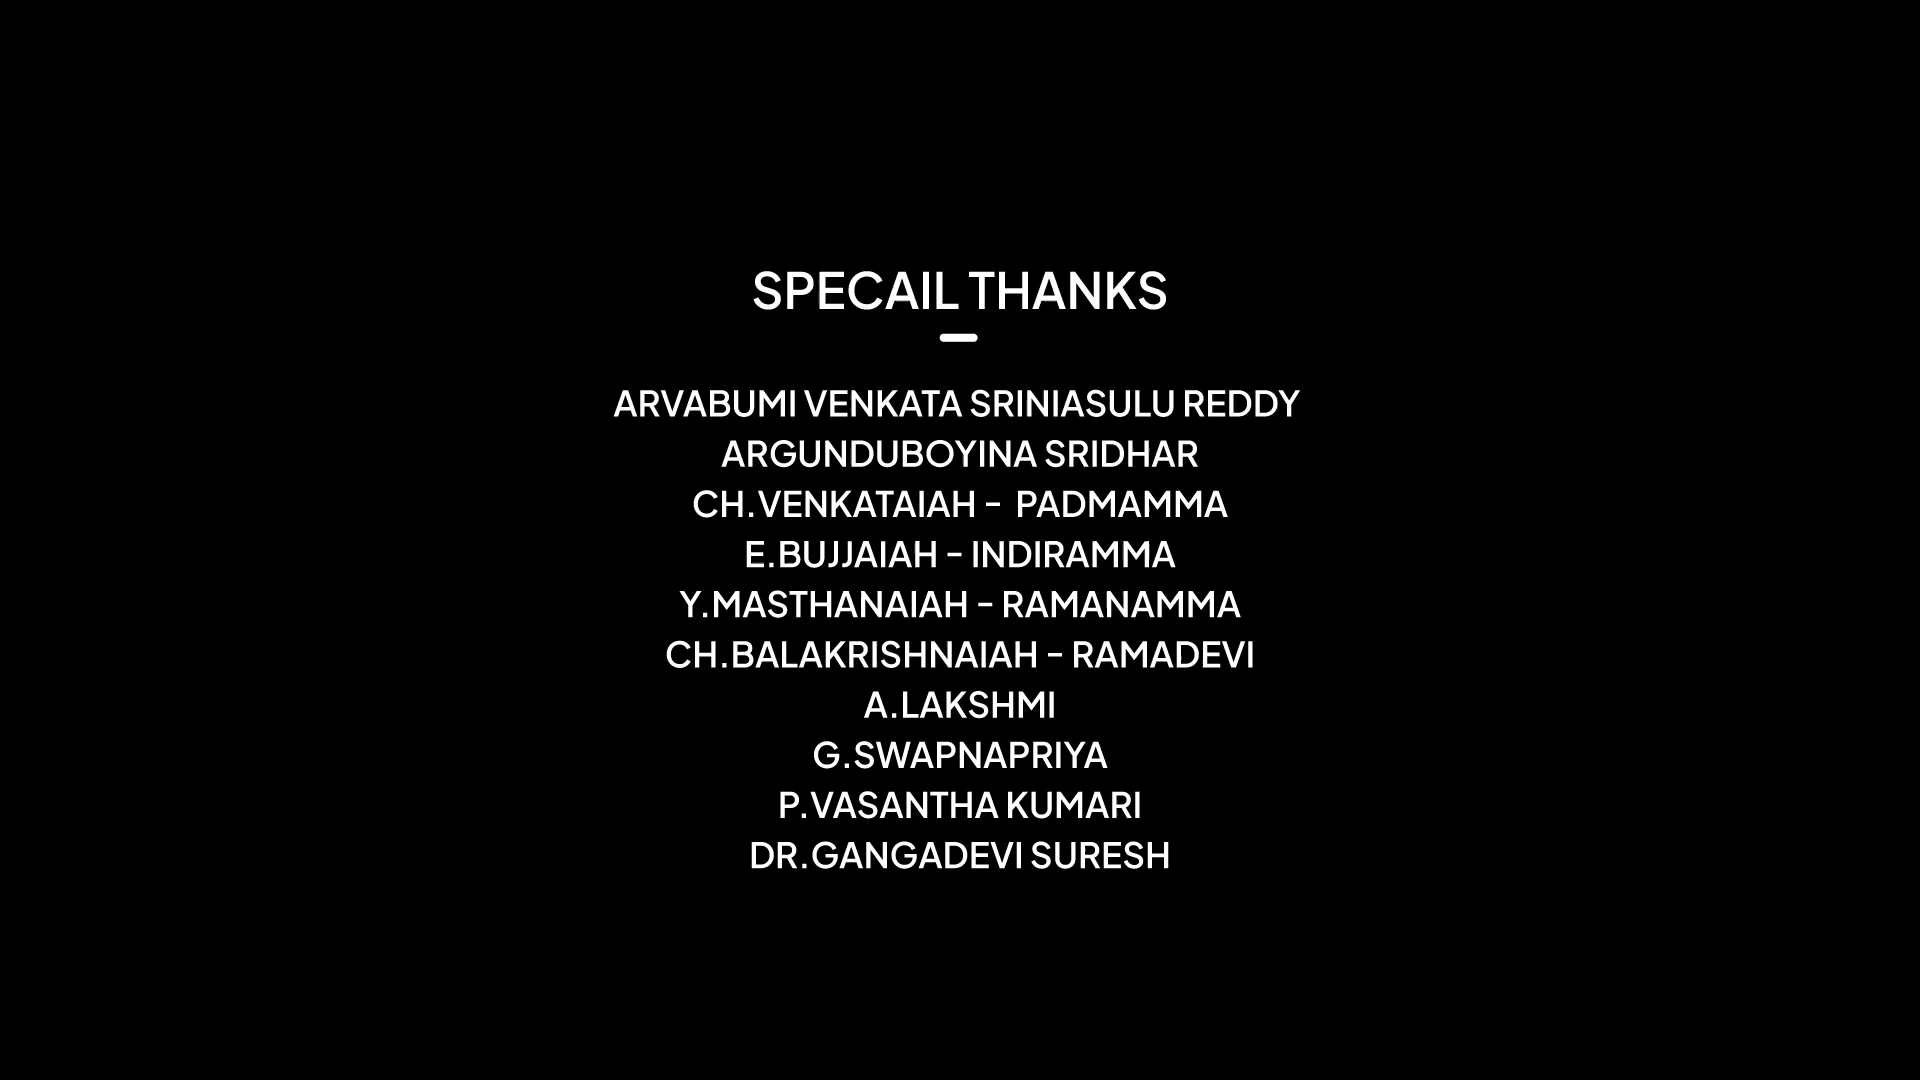 SPECAIL THANKS
ARVABUMI VENKATA SRINIASULU REDDY
ARGUNDUBOYINA SRIDHAR
CH.VENKATAIAH - PADMAMMA
E.BUJJAIAH - INDIRAMMA
Y.MASTHANAIAH - RAMANAMMA
CH.BALAKRISHNAIAH - RAMADEVI
A.LAKSHMI
G.SWAPNAPRIYA
P.VASANTHA KUMARI
DR.GANGADEVI SURESH